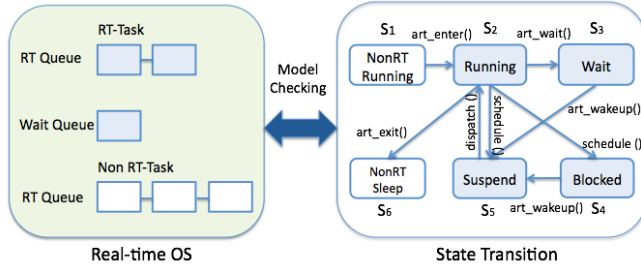 RT-Task
RT Queue
Wait Queue
Non RT-Task
RT Queue
Real-time OS
Model
Checking
S1
S2
S3
art_enter()
art_wait()
NonRT
Running
Running
Wait
art_exit()
dispatch ()
schedule ()
art_wakeup()
schedule ()
NonRT
Sleep
Suspend
Blocked
art_wakeup()
S6
S5
S4
State Transition